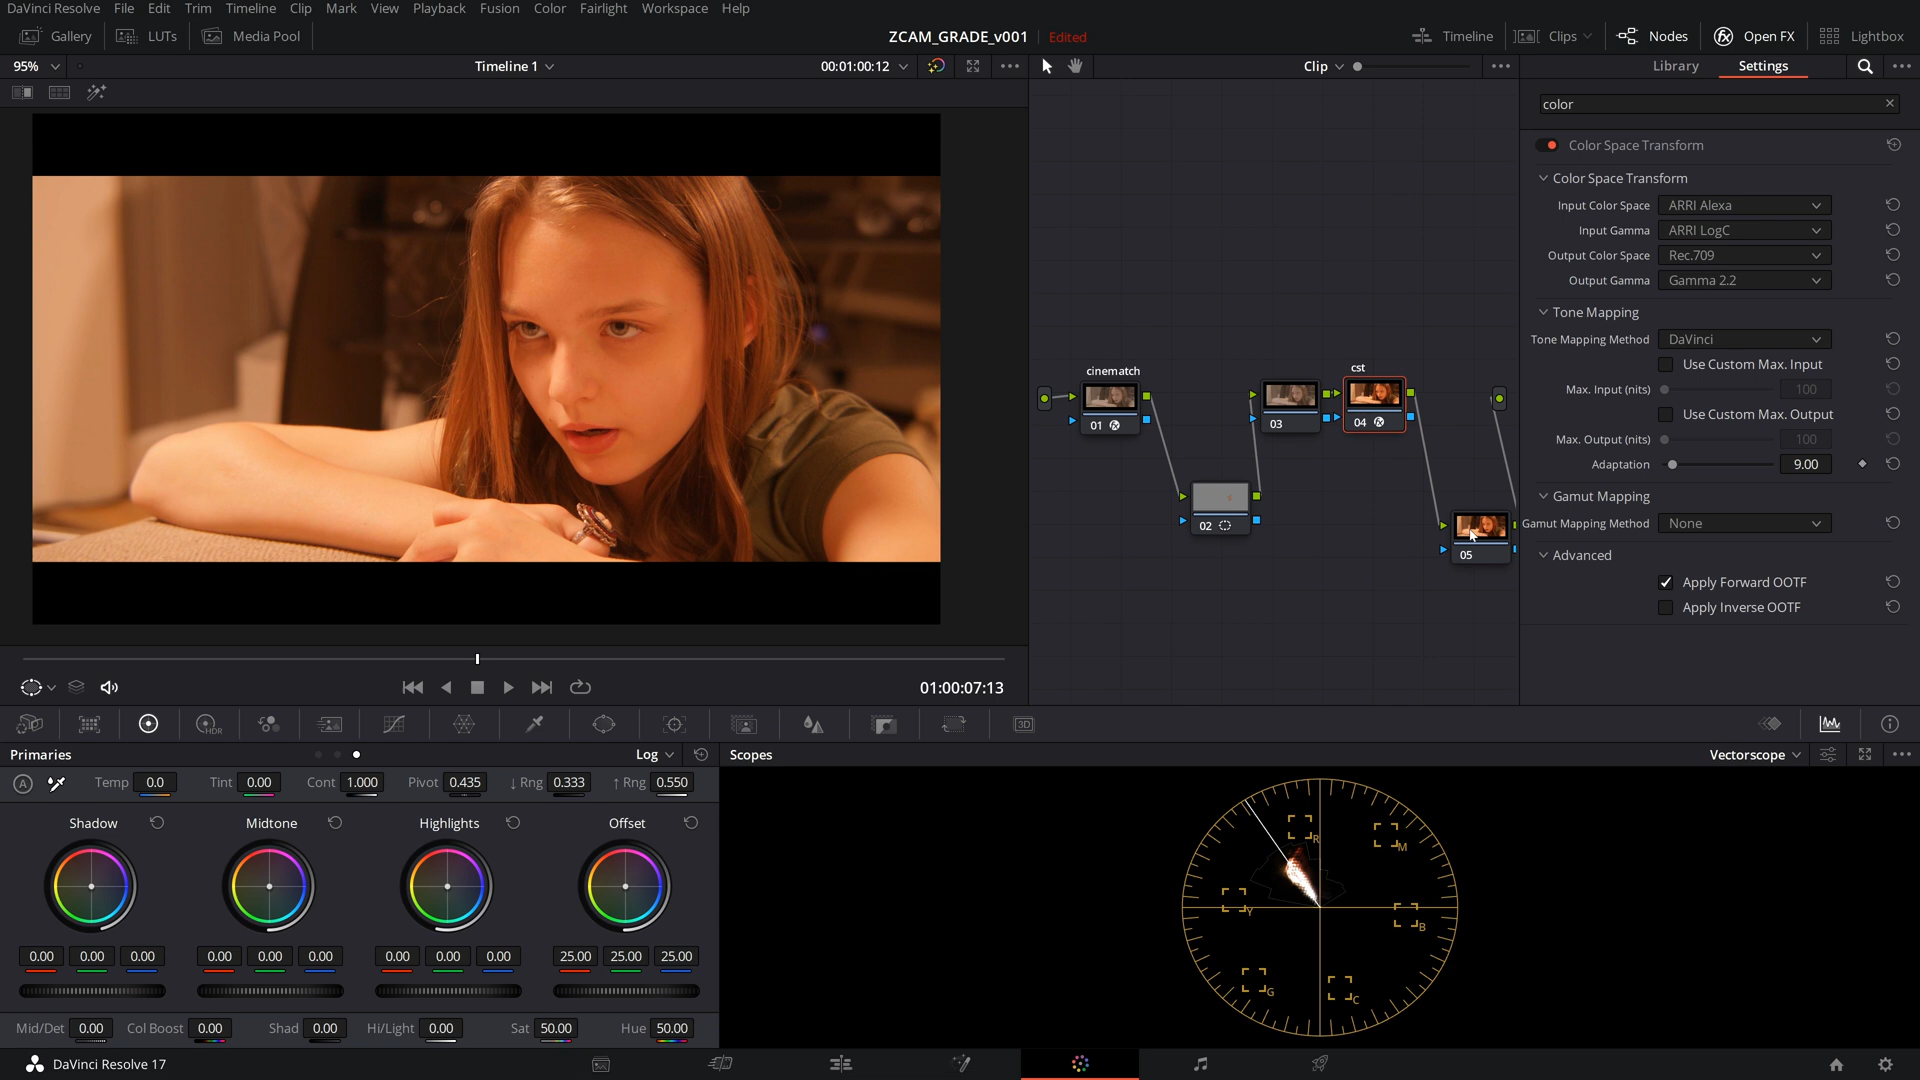 DaVinci Resolve File Edit Trim Timeline Clip Mark View Playback Fusion Color Fairlight Workspace Help
Gallery LUTs Media Pool ZCAM_GRADE_v001 Edited Timeline Clips Nodes Open FX Lightbox
95% Timeline 1 00:01:00:12 Clip Library Settings
color
Color Space Transform
Color Space Transform
Input Color Space ARRI Alexa
Input Gamma ARRI LogC
Output Color Space Rec.709
Output Gamma Gamma 2.2
Tone Mapping
Tone Mapping Method DaVinci
Use Custom Max. Input
Max. Input (nits) 100
Use Custom Max. Output
Max. Output (nits) 100
Adaptation 9.00
Gamut Mapping
Gamut Mapping Method None
Advanced
Apply Forward OOTF
Apply Inverse OOTF
cinematch
01
02
03
cst
04
05
01:00:07:13
HDR
3D
Primaries Log
A Temp 0.0 Tint 0.00 Cont 1.000 Pivot 0.435 ↓ Rng 0.333 ↑ Rng 0.550
Shadow Midtone Highlights Offset
0.00 0.00 0.00 0.00 0.00 0.00 0.00 0.00 0.00 25.00 25.00 25.00
Mid/Det 0.00 Col Boost 0.00 Shad 0.00 Hi/Light 0.00 Sat 50.00 Hue 50.00
Scopes Vectorscope
R
M
Y
B
G
C
DaVinci Resolve 17